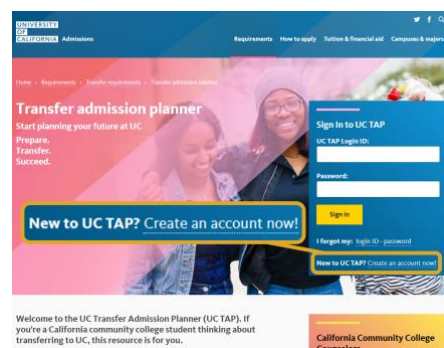 UNIVERSITY
OF
CALIFORNIA Admissions
Requirements How to apply Tuition & financial aid Campuses & majors
Home Requirements Transfer requirements Transfer admission planner
Transfer admission planner
Start planning your future at UC
Prepare.
Transfer.
Succeed.
Sign in to UC TAP
UC TAP Login ID:
Password:
Sign in
I forgot my: login ID - password
New to UC TAP? Create an account now!
New to UC TAP? Create an account now!
Welcome to the UC Transfer Admission Planner (UC TAP). If
you're a California community college student thinking about
transferring to UC, this resource is for you.
California Community College
Counselors